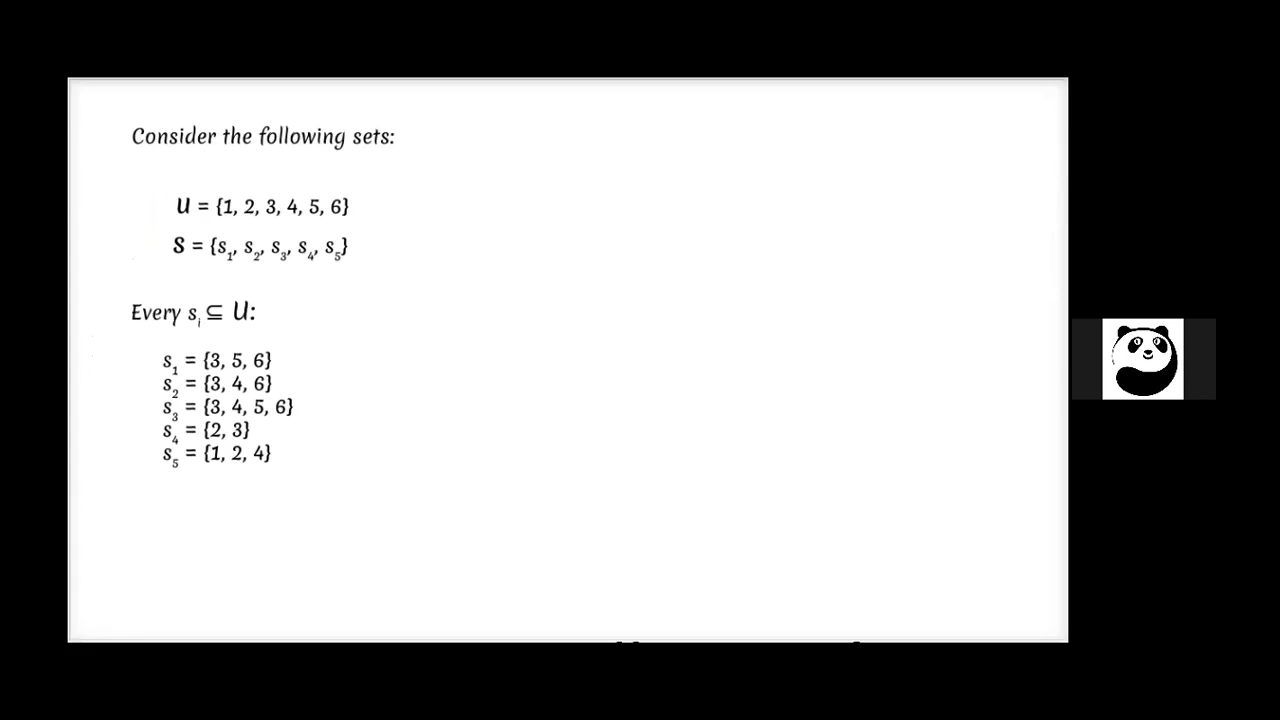 Consider the following sets:
U = {1, 2, 3, 4, 5, 6}
S = {s₁, s₂, s₃, s₄, s₅}
Every sᵢ ⊆ U:
s₁ = {3, 5, 6}
s₂ = {3, 4, 6}
s₃ = {3, 4, 5, 6}
s₄ = {2, 3}
s₅ = {1, 2, 4}